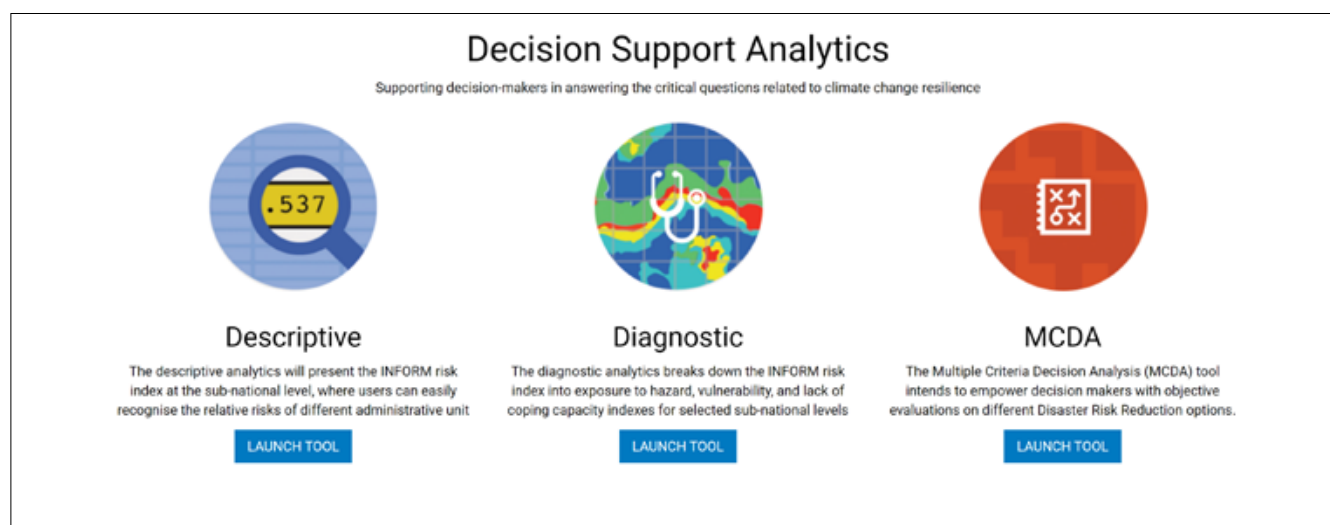 Decision Support Analytics
Supporting decision-makers in answering the critical questions related to climate change resilience
.537
Descriptive
The descriptive analytics will present the INFORM risk
index at the sub-national level, where users can easily
recognise the relative risks of different administrative unit
LAUNCH TOOL
Diagnostic
The diagnostic analytics breaks down the INFORM risk
index into exposure to hazard, vulnerability, and lack of
coping capacity indexes for selected sub-national levels
LAUNCH TOOL
MCDA
The Multiple Criteria Decision Analysis (MCDA) tool
intends to empower decision makers with objective
evaluations on different Disaster Risk Reduction options.
LAUNCH TOOL